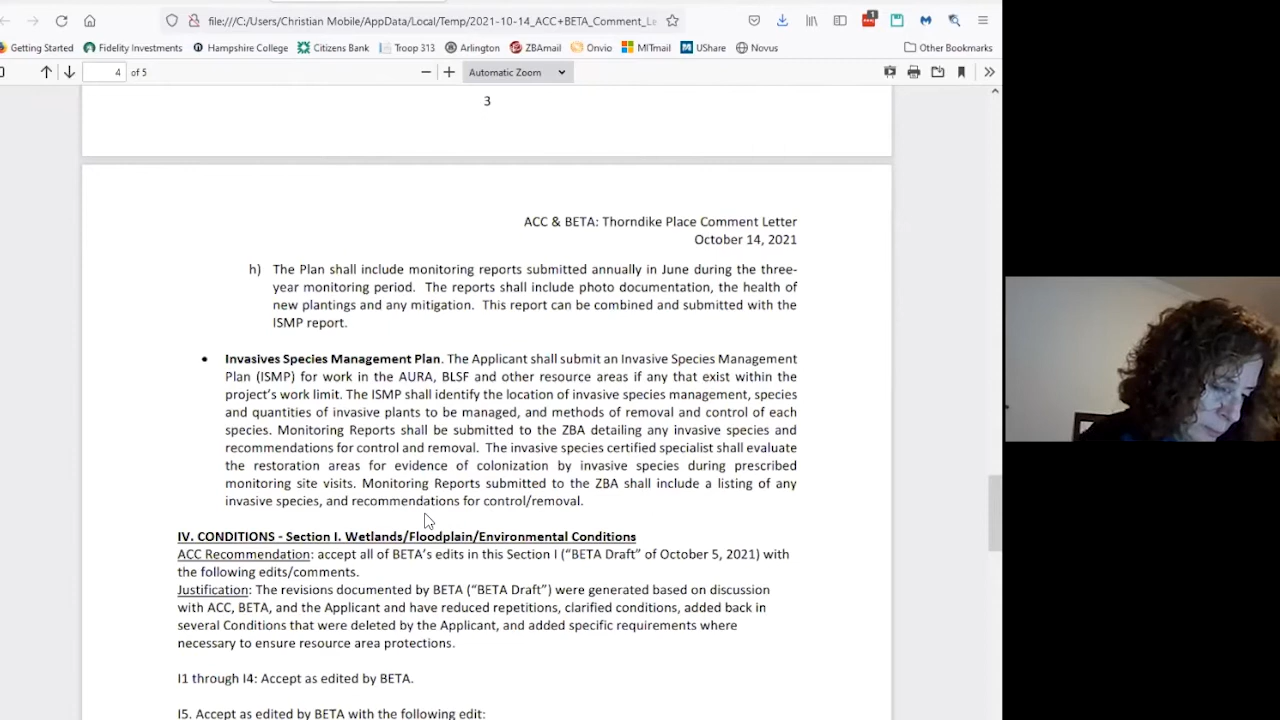 file:///C:/Users/Christian Mobile/AppData/Local/Temp/2021-10-14_ACC+BETA_Comment_Le
1
Getting Started Fidelity Investments Hampshire College Citizens Bank Troop 313 Arlington ZBAmail Onvio MITmail UShare Novus Other Bookmarks
4 of 5 Automatic Zoom
3
ACC & BETA: Thorndike Place Comment Letter
October 14, 2021
h) The Plan shall include monitoring reports submitted annually in June during the three-
year monitoring period. The reports shall include photo documentation, the health of
new plantings and any mitigation. This report can be combined and submitted with the
ISMP report.
• Invasives Species Management Plan. The Applicant shall submit an Invasive Species Management
Plan (ISMP) for work in the AURA, BLSF and other resource areas if any that exist within the
project's work limit. The ISMP shall identify the location of invasive species management, species
and quantities of invasive plants to be managed, and methods of removal and control of each
species. Monitoring Reports shall be submitted to the ZBA detailing any invasive species and
recommendations for control and removal. The invasive species certified specialist shall evaluate
the restoration areas for evidence of colonization by invasive species during prescribed
monitoring site visits. Monitoring Reports submitted to the ZBA shall include a listing of any
invasive species, and recommendations for control/removal.
IV. CONDITIONS - Section I. Wetlands/Floodplain/Environmental Conditions
ACC Recommendation: accept all of BETA's edits in this Section I ("BETA Draft" of October 5, 2021) with
the following edits/comments.
Justification: The revisions documented by BETA ("BETA Draft") were generated based on discussion
with ACC, BETA, and the Applicant and have reduced repetitions, clarified conditions, added back in
several Conditions that were deleted by the Applicant, and added specific requirements where
necessary to ensure resource area protections.
I1 through I4: Accept as edited by BETA.
I5. Accept as edited by BETA with the following edit: